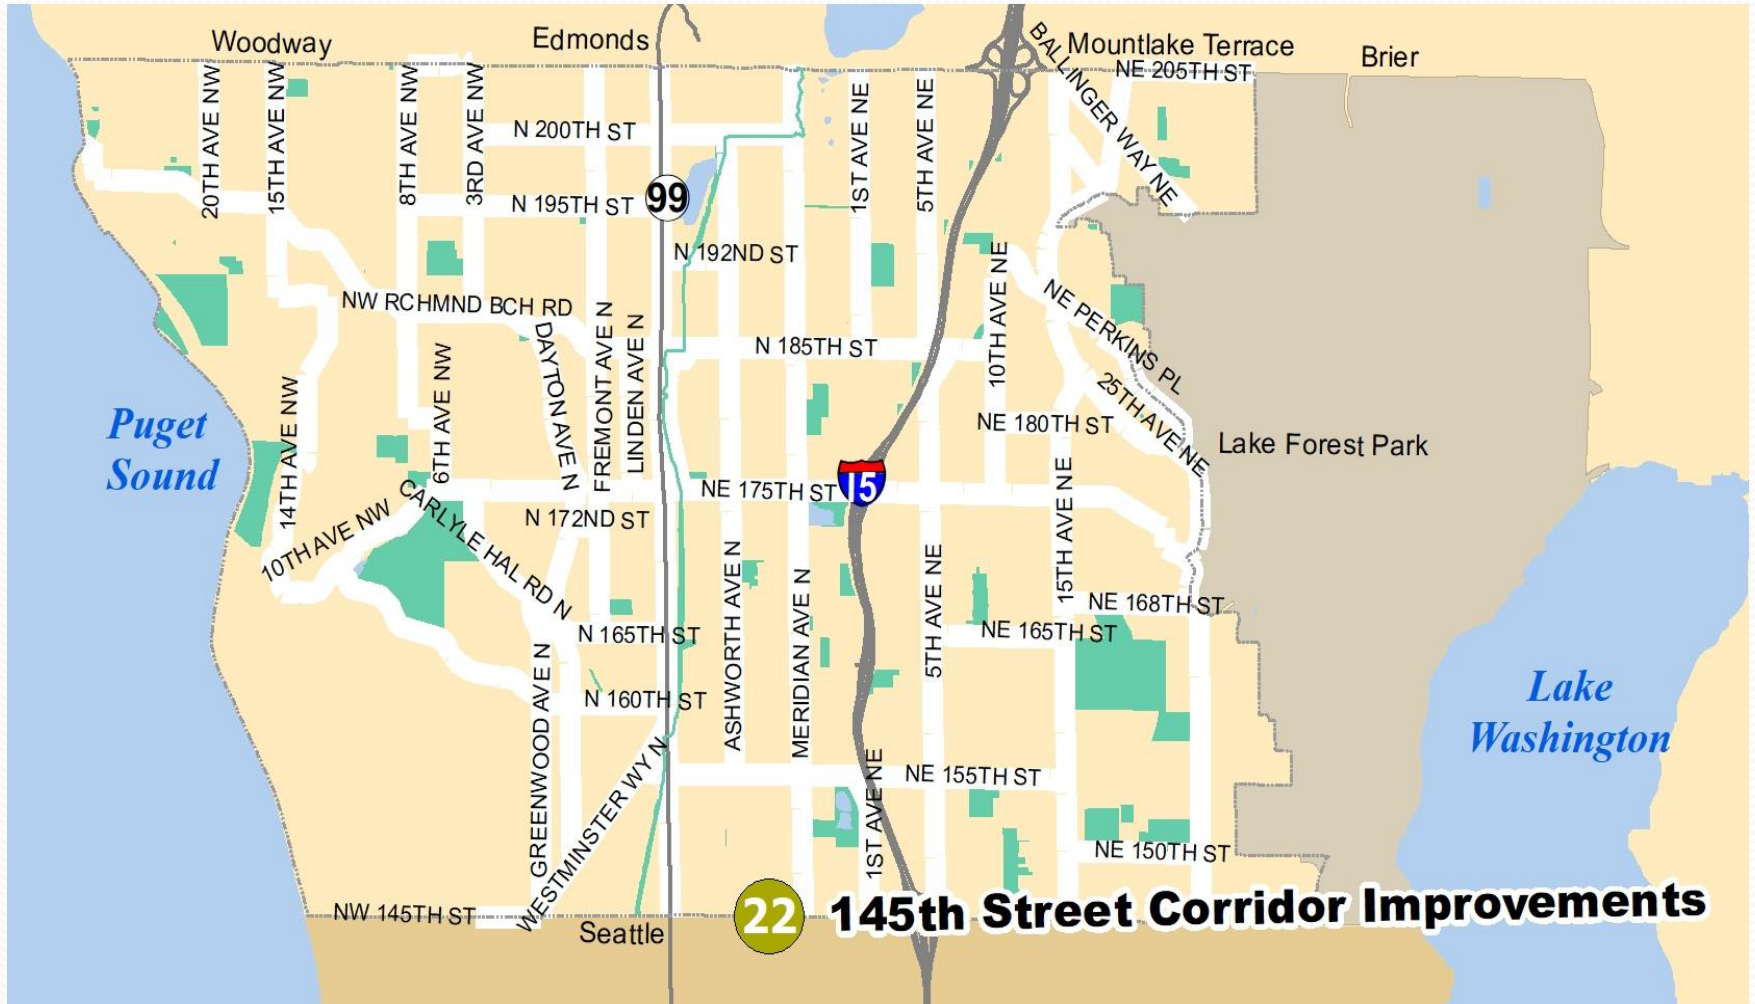 Woodway
Edmonds
Mountlake Terrace
Brier
BALLINGER WAY NE
NE 205TH ST
20TH AVE NW
15TH AVE NW
8TH AVE NW
3RD AVE NW
N 200TH ST
1ST AVE NE
5TH AVE NE
N 195TH ST
99
N 192ND ST
10TH AVE NE
NW RCHMND BCH RD
NE PERKINS PL
DAYTON AVE N
FREMONT AVE N
LINDEN AVE N
N 185TH ST
6TH AVE NW
14TH AVE NW
25TH AVE NE
Puget
Sound
NE 180TH ST
Lake Forest Park
15
NE 175TH ST
CARLYLE HAL RD N
10TH AVE NW
N 172ND ST
15TH AVE NE
ASHWORTH AVE N
MERIDIAN AVE N
5TH AVE NE
NE 168TH ST
N 165TH ST
NE 165TH ST
GREENWOOD AVE N
N 160TH ST
Lake
Washington
WESTMINSTER WY N
1ST AVE NE
NE 155TH ST
NE 150TH ST
NW 145TH ST
Seattle
22
145th Street Corridor Improvements